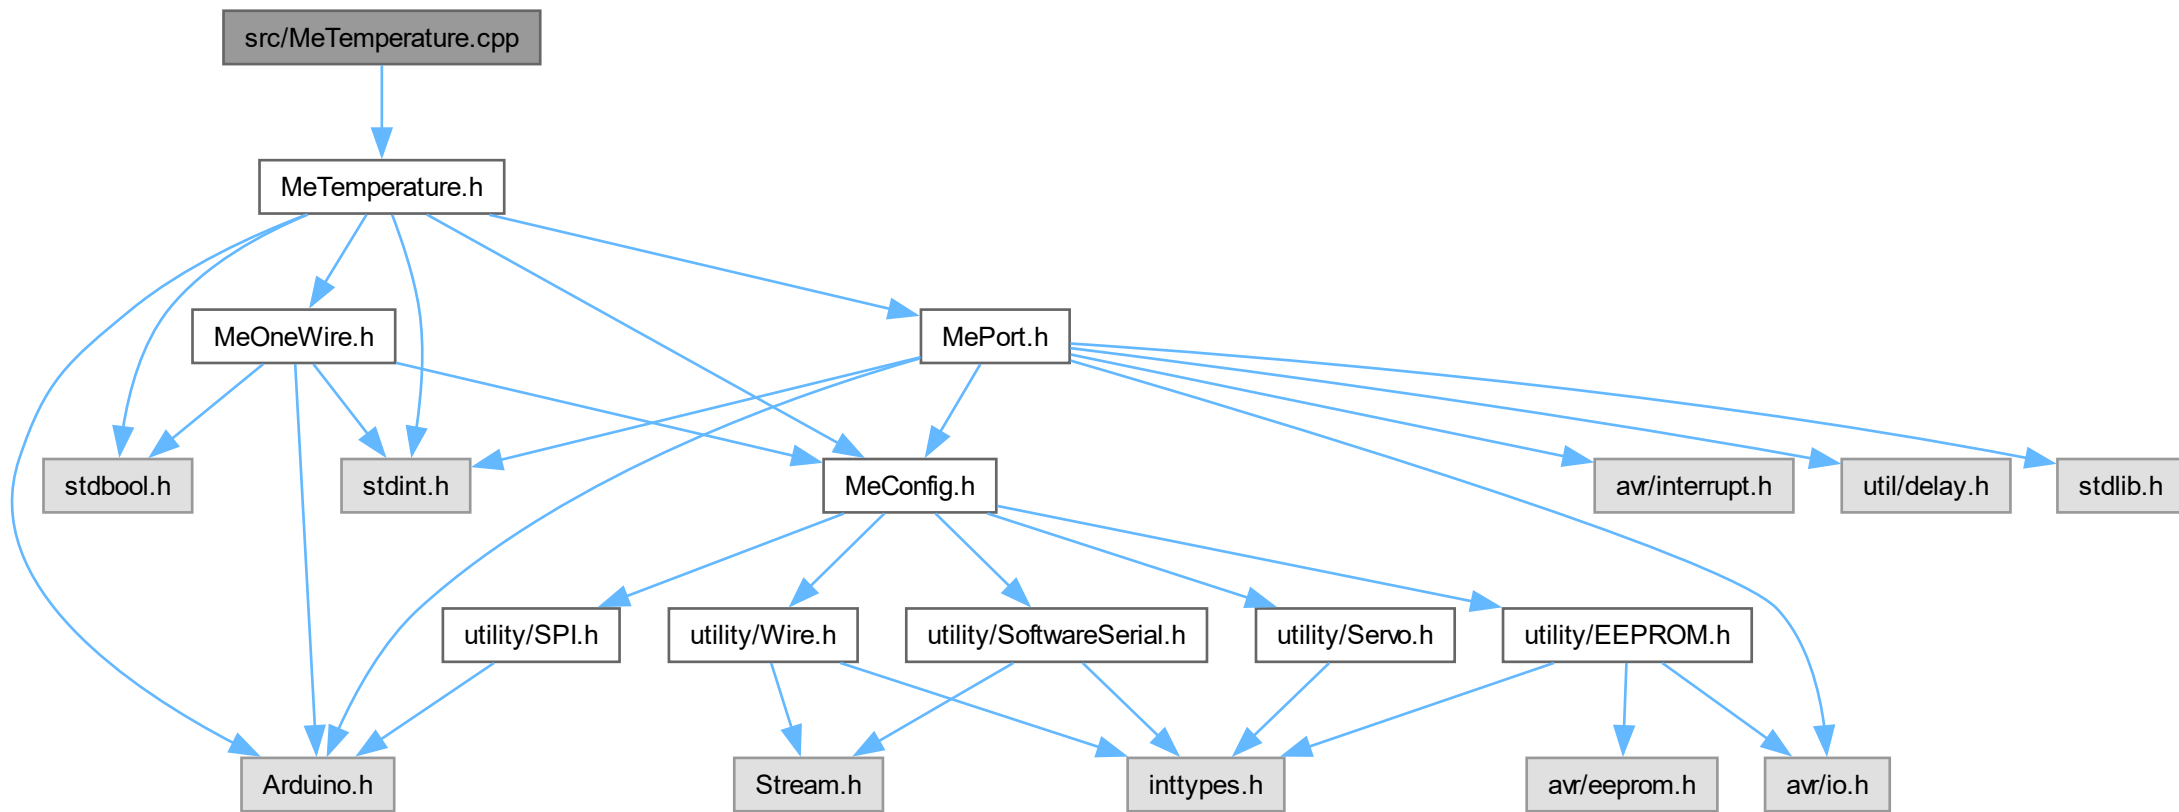 src/MeTemperature.cpp
MeTemperature.h
MeOneWire.h
MePort.h
stdbool.h
stdint.h
MeConfig.h
avr/interrupt.h
util/delay.h
stdlib.h
utility/SPI.h
utility/Wire.h
utility/SoftwareSerial.h
utility/Servo.h
utility/EEPROM.h
Arduino.h
Stream.h
inttypes.h
avr/eeprom.h
avr/io.h